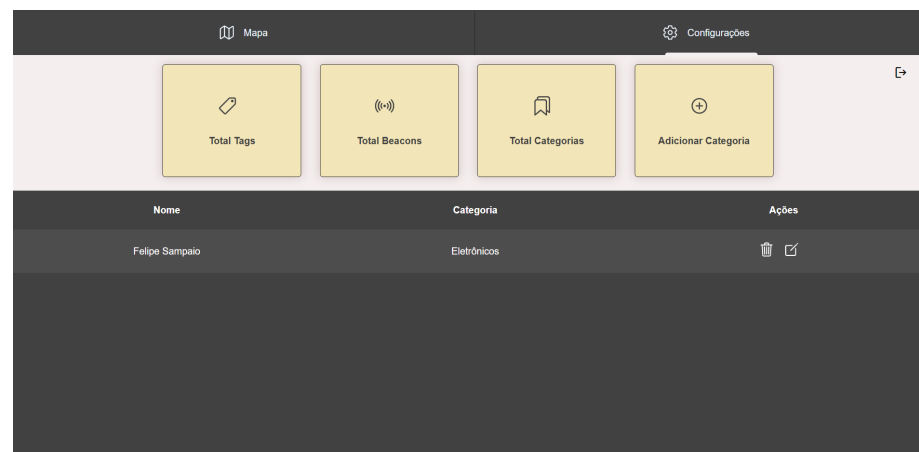 Mapa
Configurações
Total Tags
Total Beacons
Total Categorias
Adicionar Categoria
Nome Categoria Ações
Felipe Sampaio Eletrônicos